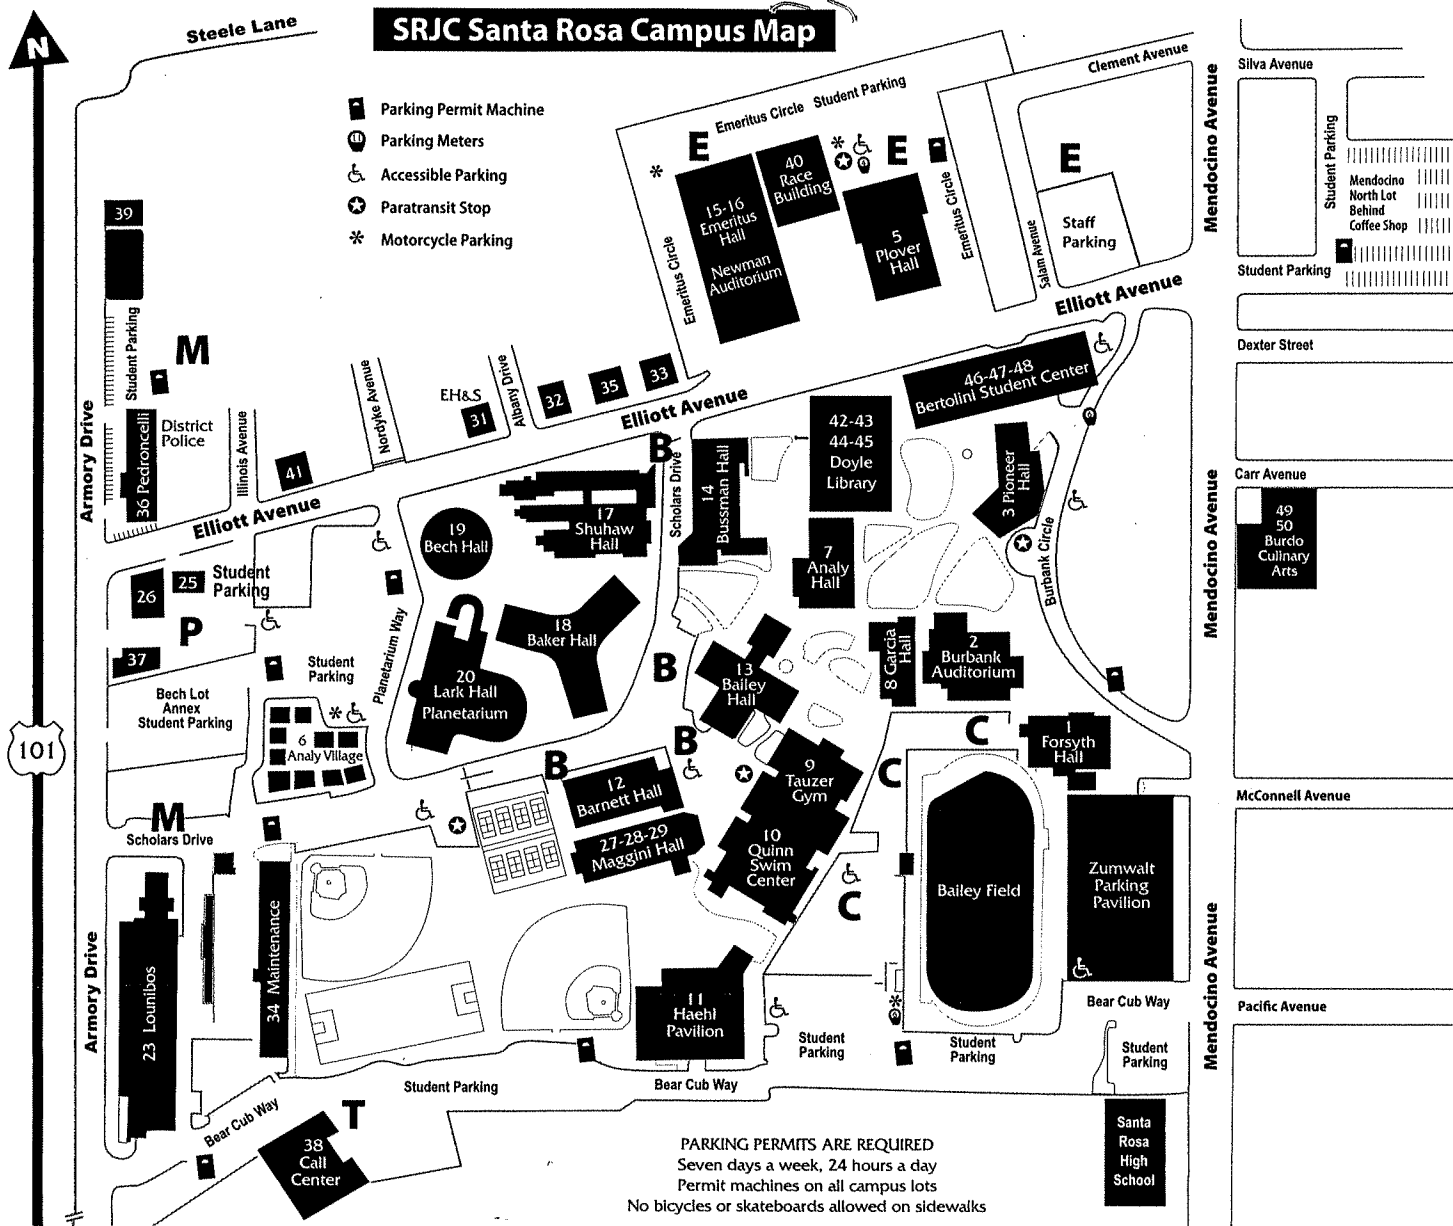 SRJC Santa Rosa Campus Map
N
Steele Lane
Parking Permit Machine
Parking Meters
Accessible Parking
Paratransit Stop
Motorcycle Parking
Emeritus Circle Student Parking
Clement Avenue
Silva Avenue
Mendocino Avenue
Student Parking
Mendocino
North Lot
Behind
Coffee Shop
Student Parking
E
E
E
15-16
Emeritus
Hall
Newman
Auditorium
40
Race
Building
5
Plover
Hall
Emeritus Circle
Emeritus Circle
Salam Avenue
Staff
Parking
Elliott Avenue
Dexter Street
39
Student Parking
M
Armory Drive
36 Pedroncelli
District
Police
Illinois Avenue
Nordyke Avenue
41
EH&S
31
Albany Drive
32
35
33
Elliott Avenue
Elliott Avenue
46-47-48
Bertolini Student Center
42-43
44-45
Doyle
Library
B
Scholars Drive
14
Bussman Hall
3 Pioneer
Hall
Carr Avenue
Mendocino Avenue
49
50
Burdo
Culinary
Arts
17
Shuhaw
Hall
19
Bech Hall
7
Analy
Hall
Burbank Circle
26
25
Student
Parking
P
37
Student
Parking
Planetarium Way
18
Baker Hall
20
Lark Hall
Planetarium
B
13
Bailey
Hall
8 Garcia
Hall
2
Burbank
Auditorium
Bech Lot
Annex
Student Parking
101
6
Analy Village
B
B
C
C
1
Forsyth
Hall
9
Tauzer
Gym
12
Barnett Hall
27-28-29
Maggini Hall
McConnell Avenue
M
Scholars Drive
10
Quinn
Swim
Center
C
Bailey Field
Zumwalt
Parking
Pavilion
Armory Drive
23 Lounibos
34 Maintenance
11
Haehl
Pavilion
Mendocino Avenue
Bear Cub Way
Pacific Avenue
Student
Parking
Student
Parking
Student
Parking
Student Parking
Bear Cub Way
Bear Cub Way
T
38
Call
Center
Santa
Rosa
High
School
PARKING PERMITS ARE REQUIRED
Seven days a week, 24 hours a day
Permit machines on all campus lots
No bicycles or skateboards allowed on sidewalks